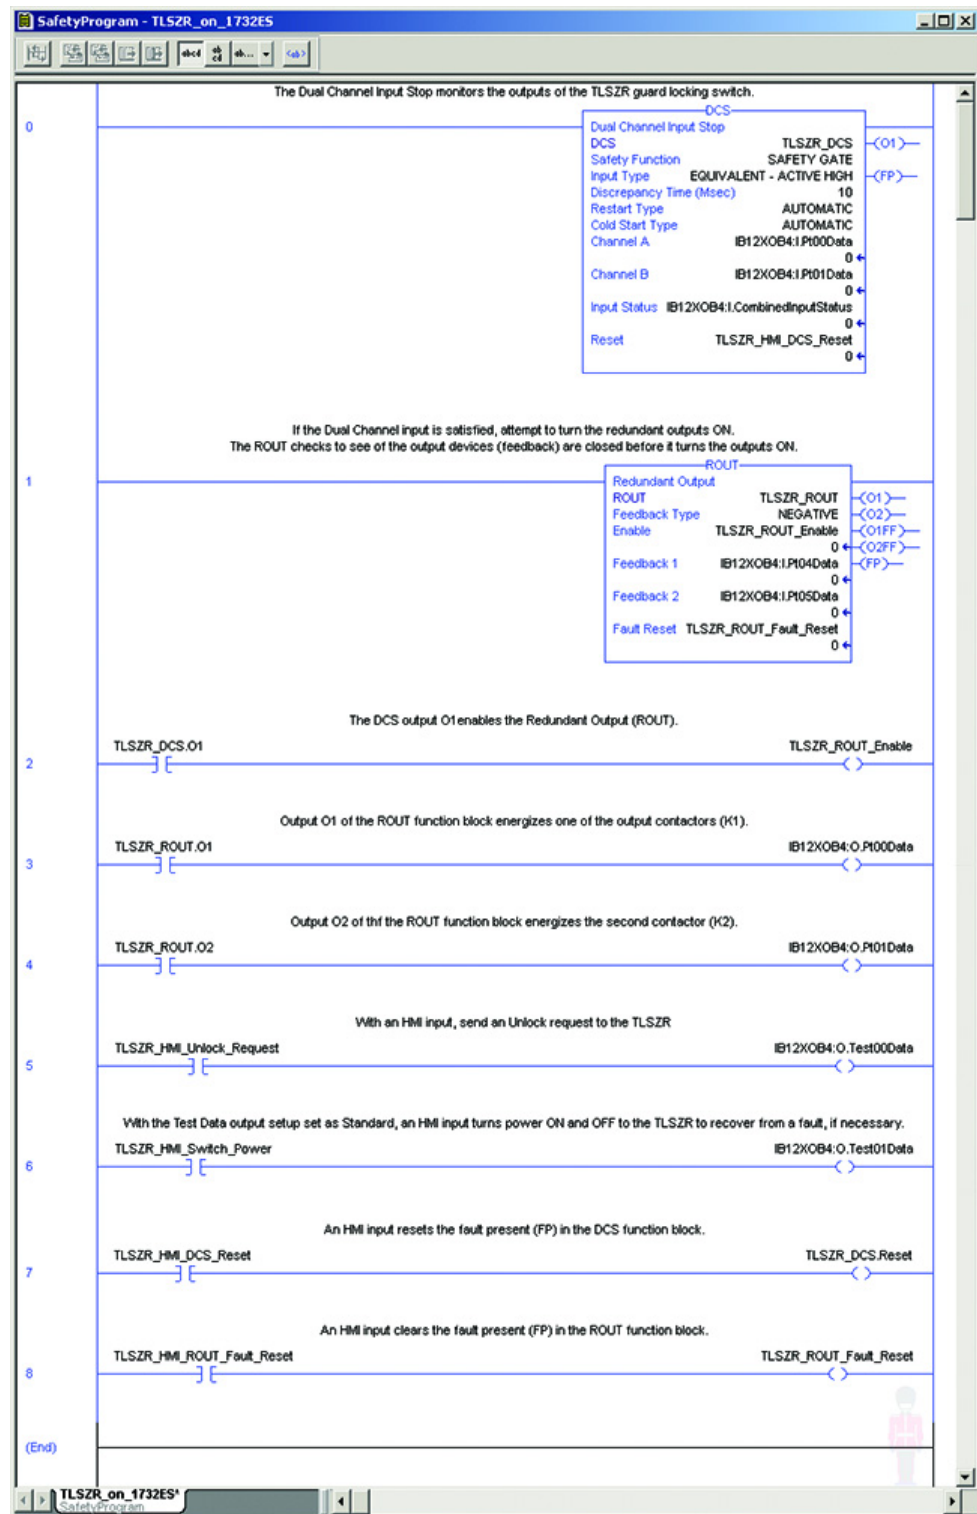 SafetyProgram - TLSZR_on_1732ES
abcd
ab
cd
ab...
<ab>
The Dual Channel Input Stop monitors the outputs of the TLSZR guard locking switch.
0
DCS
Dual Channel Input Stop
DCS TLSZR_DCS (O1)
Safety Function SAFETY GATE
Input Type EQUIVALENT - ACTIVE HIGH (FP)
Discrepancy Time (Msec) 10
Restart Type AUTOMATIC
Cold Start Type AUTOMATIC
Channel A IB12XOB4:I.Pt00Data
0
Channel B IB12XOB4:I.Pt01Data
0
Input Status IB12XOB4:I.CombinedInputStatus
0
Reset TLSZR_HMI_DCS_Reset
0
If the Dual Channel input is satisfied, attempt to turn the redundant outputs ON.
The ROUT checks to see of the output devices (feedback) are closed before it turns the outputs ON.
1
ROUT
Redundant Output
ROUT TLSZR_ROUT (O1)
Feedback Type NEGATIVE (O2)
Enable TLSZR_ROUT_Enable (O1FF)
0 (O2FF)
Feedback 1 IB12XOB4:I.Pt04Data (FP)
0
Feedback 2 IB12XOB4:I.Pt05Data
0
Fault Reset TLSZR_ROUT_Fault_Reset
0
The DCS output O1enables the Redundant Output (ROUT).
TLSZR_DCS.O1 TLSZR_ROUT_Enable
2
Output O1 of the ROUT function block energizes one of the output contactors (K1).
TLSZR_ROUT.O1 IB12XOB4:O.Pt00Data
3
Output O2 of thf the ROUT function block energizes the second contactor (K2).
TLSZR_ROUT.O2 IB12XOB4:O.Pt01Data
4
With an HMI input, send an Unlock request to the TLSZR
TLSZR_HMI_Unlock_Request IB12XOB4:O.Test00Data
5
With the Test Data output setup set as Standard, an HMI input turns power ON and OFF to the TLSZR to recover from a fault, if necessary.
TLSZR_HMI_Switch_Power IB12XOB4:O.Test01Data
6
An HMI input resets the fault present (FP) in the DCS function block.
TLSZR_HMI_DCS_Reset TLSZR_DCS.Reset
7
An HMI input clears the fault present (FP) in the ROUT function block.
TLSZR_HMI_ROUT_Fault_Reset TLSZR_ROUT_Fault_Reset
8
(End)
TLSZR_on_1732ES*
SafetyProgram